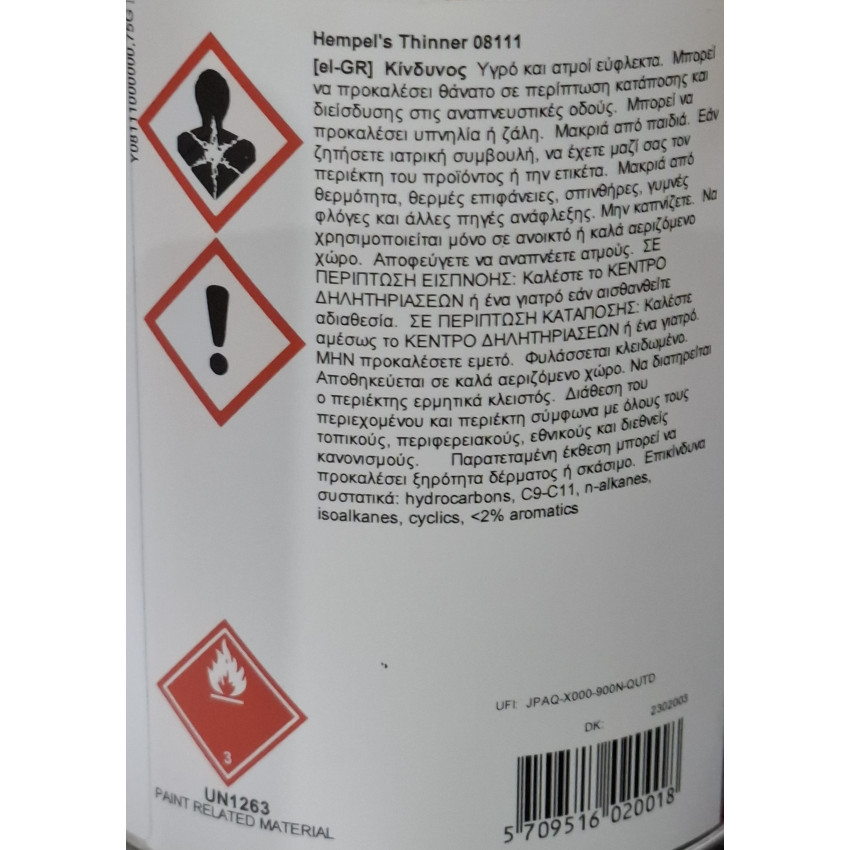 Y081110000000,75G
Hempel's Thinner 08111
[el-GR] Κίνδυνος Υγρό και ατμοί εύφλεκτα. Μπορεί
να προκαλέσει θάνατο σε περίπτωση κατάποσης και
διείσδυσης στις αναπνευστικές οδούς. Μπορεί να
προκαλέσει υπνηλία ή ζάλη. Μακριά από παιδιά. Εάν
ζητήσετε ιατρική συμβουλή, να έχετε μαζί σας τον
περιέκτη του προϊόντος ή την ετικέτα. Μακριά από
θερμότητα, θερμές επιφάνειες, σπινθήρες, γυμνές
φλόγες και άλλες πηγές ανάφλεξης. Μην καπνίζετε. Να
χρησιμοποιείται μόνο σε ανοικτό ή καλά αεριζόμενο
χώρο. Αποφεύγετε να αναπνέετε ατμούς. ΣΕ
ΠΕΡΙΠΤΩΣΗ ΕΙΣΠΝΟΗΣ: Καλέστε το ΚΕΝΤΡΟ
ΔΗΛΗΤΗΡΙΑΣΕΩΝ ή ένα γιατρό εάν αισθανθείτε
αδιαθεσία. ΣΕ ΠΕΡΙΠΤΩΣΗ ΚΑΤΑΠΟΣΗΣ: Καλέστε
αμέσως το ΚΕΝΤΡΟ ΔΗΛΗΤΗΡΙΑΣΕΩΝ ή ένα γιατρό.
ΜΗΝ προκαλέσετε εμετό. Φυλάσσεται κλειδωμένο.
Αποθηκεύεται σε καλά αεριζόμενο χώρο. Να διατηρείται
ο περιέκτης ερμητικά κλειστός. Διάθεση του
περιεχομένου και περιέκτη σύμφωνα με όλους τους
τοπικούς, περιφερειακούς, εθνικούς και διεθνείς
κανονισμούς. Παρατεταμένη έκθεση μπορεί να
προκαλέσει ξηρότητα δέρματος ή σκάσιμο. Επικίνδυνα
συστατικά: hydrocarbons, C9-C11, n-alkanes,
isoalkanes, cyclics, <2% aromatics
3
UN1263
PAINT RELATED MATERIAL
UFI: JPAQ-X000-900N-QUTD
DK: 2302003
5 709516 020018